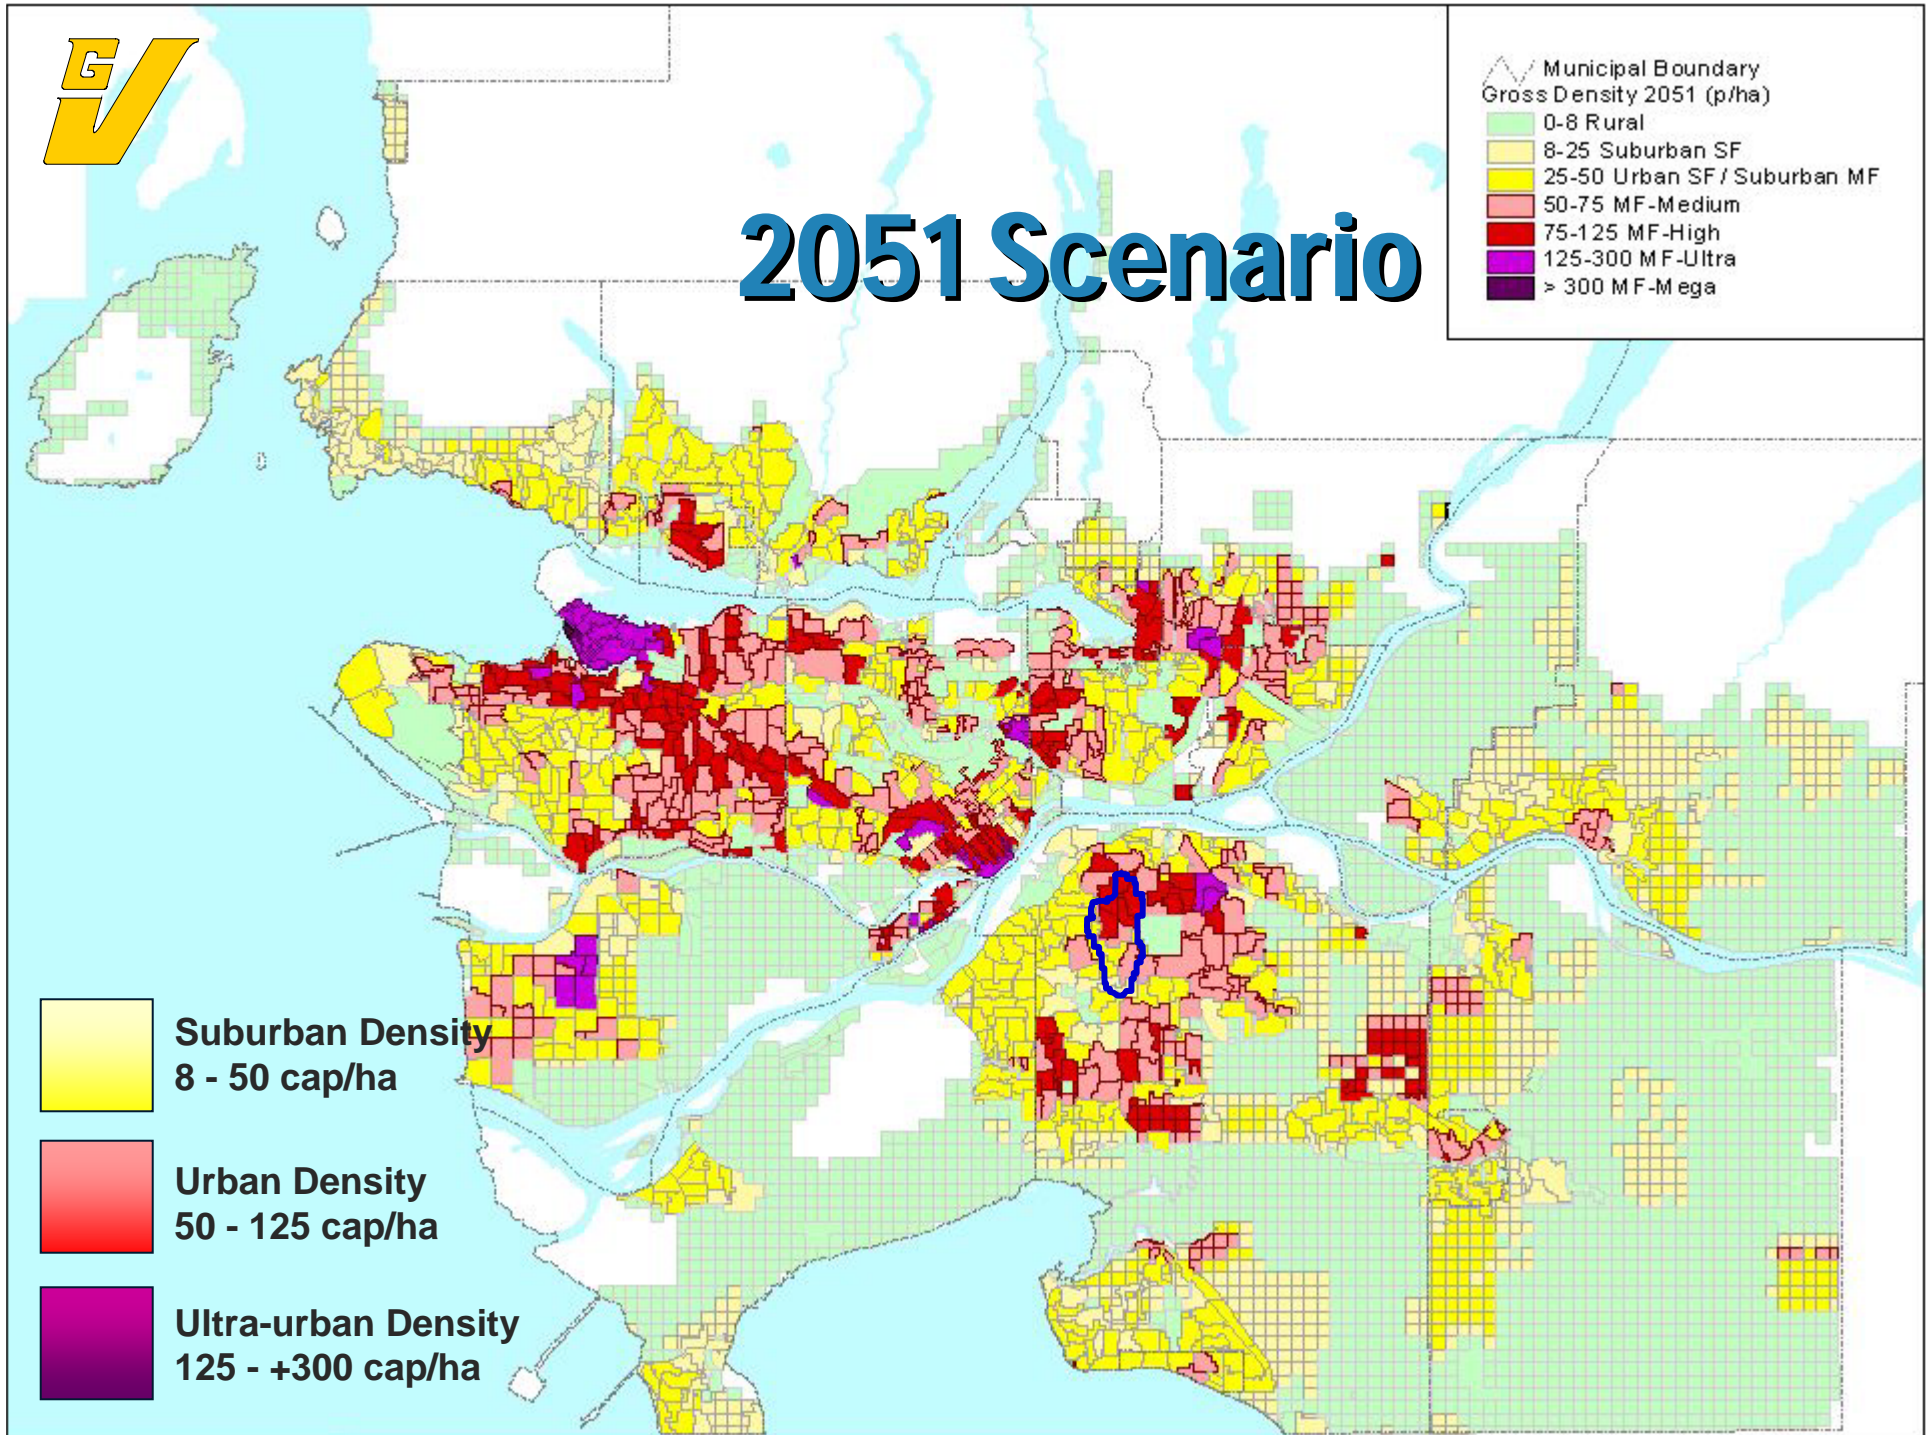 GV
2051 Scenario
Municipal Boundary
Gross Density 2051 (p/ha)
0-8 Rural
8-25 Suburban SF
25-50 Urban SF / Suburban MF
50-75 MF-Medium
75-125 MF-High
125-300 MF-Ultra
> 300 MF-Mega
Suburban Density
8 - 50 cap/ha
Urban Density
50 - 125 cap/ha
Ultra-urban Density
125 - +300 cap/ha